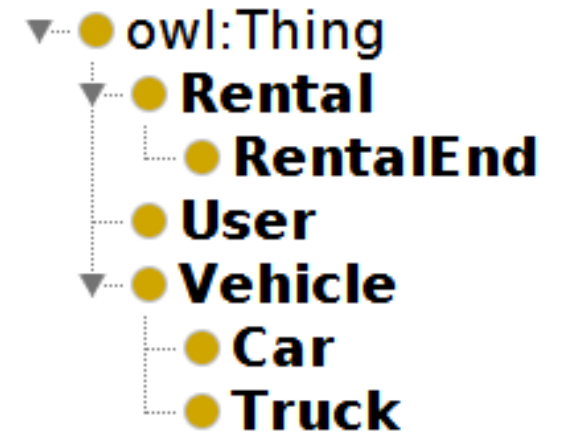 owl:Thing
Rental
RentalEnd
User
Vehicle
Car
Truck